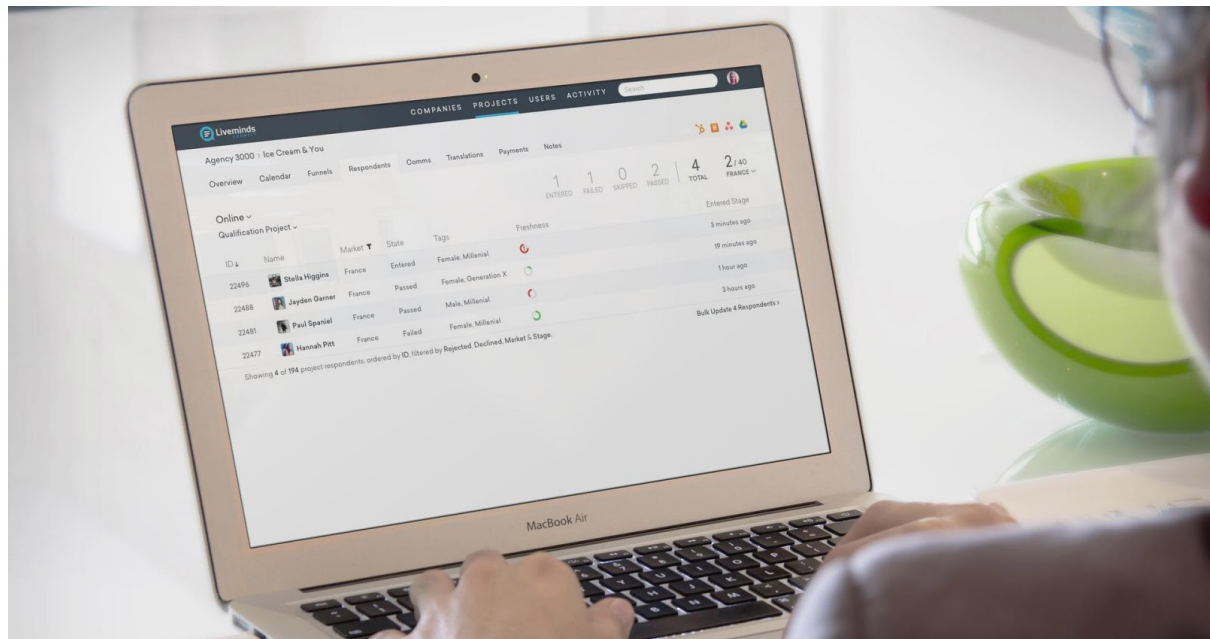 Liveminds
COMPANIES PROJECTS USERS ACTIVITY Search
Agency 3000 › Ice Cream & You
Overview Calendar Funnels Respondents Comms Translations Payments Notes
1 1 0 2 4 2/40
ENTERED FAILED SKIPPED PASSED TOTAL FRANCE
Online
Qualification Project
ID↓ Name Market State Tags Freshness Entered Stage
22496 Stella Higgins France Entered Female, Millenial 3 minutes ago
22488 Jayden Garner France Passed Female, Generation X 19 minutes ago
22481 Paul Spaniel France Passed Male, Millenial 1 hour ago
22477 Hannah Pitt France Failed Female, Millenial 3 hours ago
Showing 4 of 194 project respondents, ordered by ID, filtered by Rejected, Declined, Market & Stage.
Bulk Update 4 Respondents ›
MacBook Air